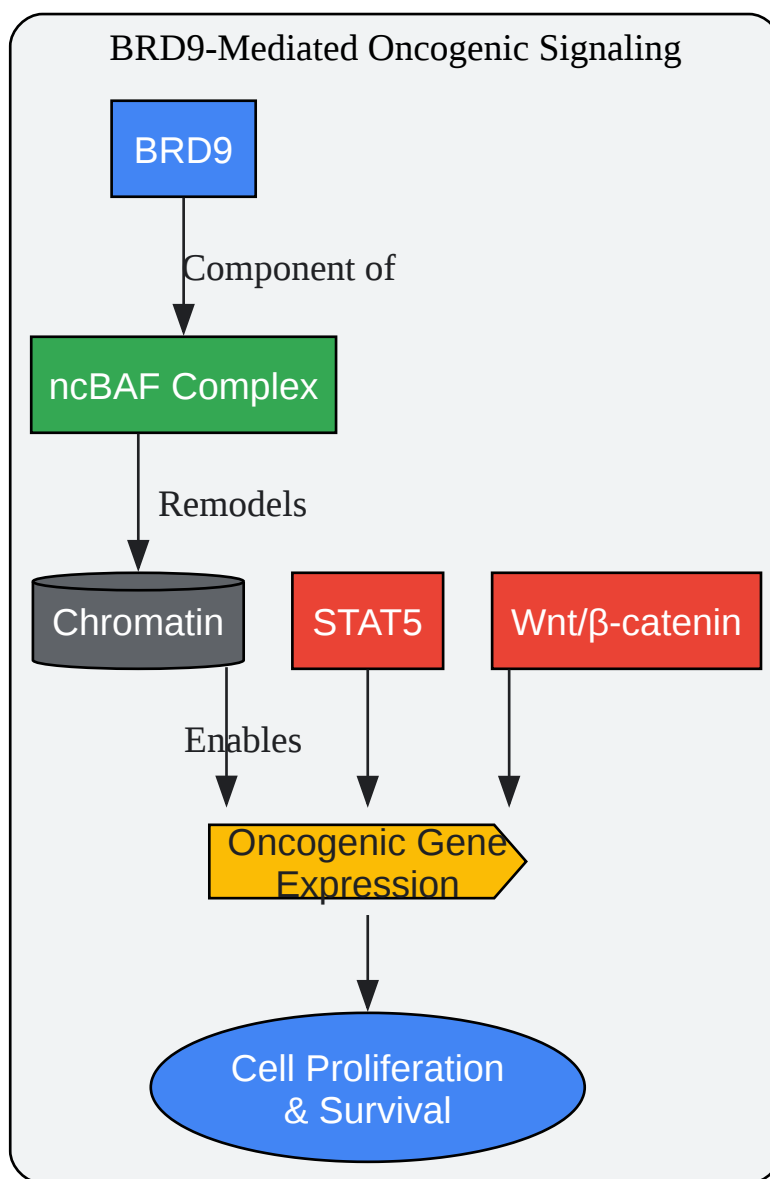 BRD9-Mediated Oncogenic Signaling
BRD9
Component of
ncBAF Complex
Remodels
Chromatin
STAT5
Wnt/β-catenin
Enables
Oncogenic Gene
Expression
Cell Proliferation
& Survival